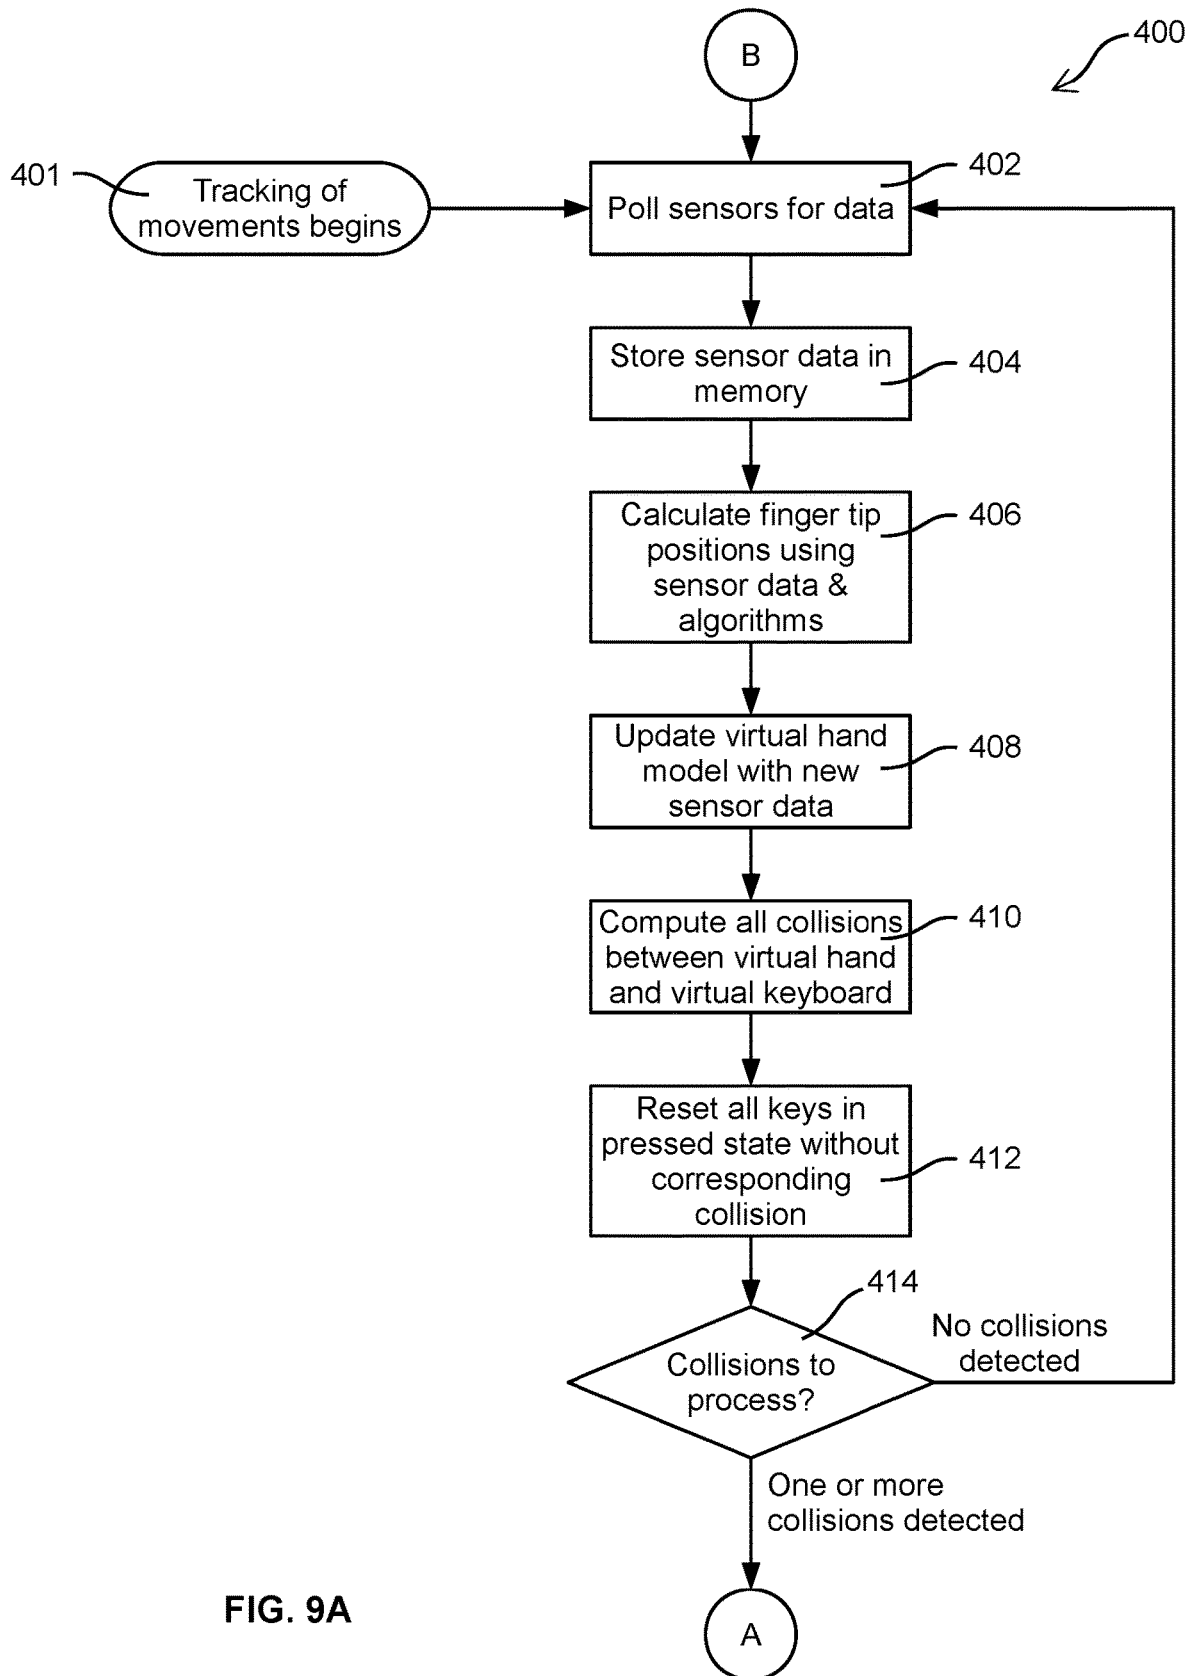 B
400
401
Tracking of
movements begins
402
Poll sensors for data
Store sensor data in
memory
404
Calculate finger tip
positions using
sensor data &
algorithms
406
Update virtual hand
model with new
sensor data
408
Compute all collisions
between virtual hand
and virtual keyboard
410
Reset all keys in
pressed state without
corresponding
collision
412
414
Collisions to
process?
No collisions
detected
One or more
collisions detected
A
FIG. 9A